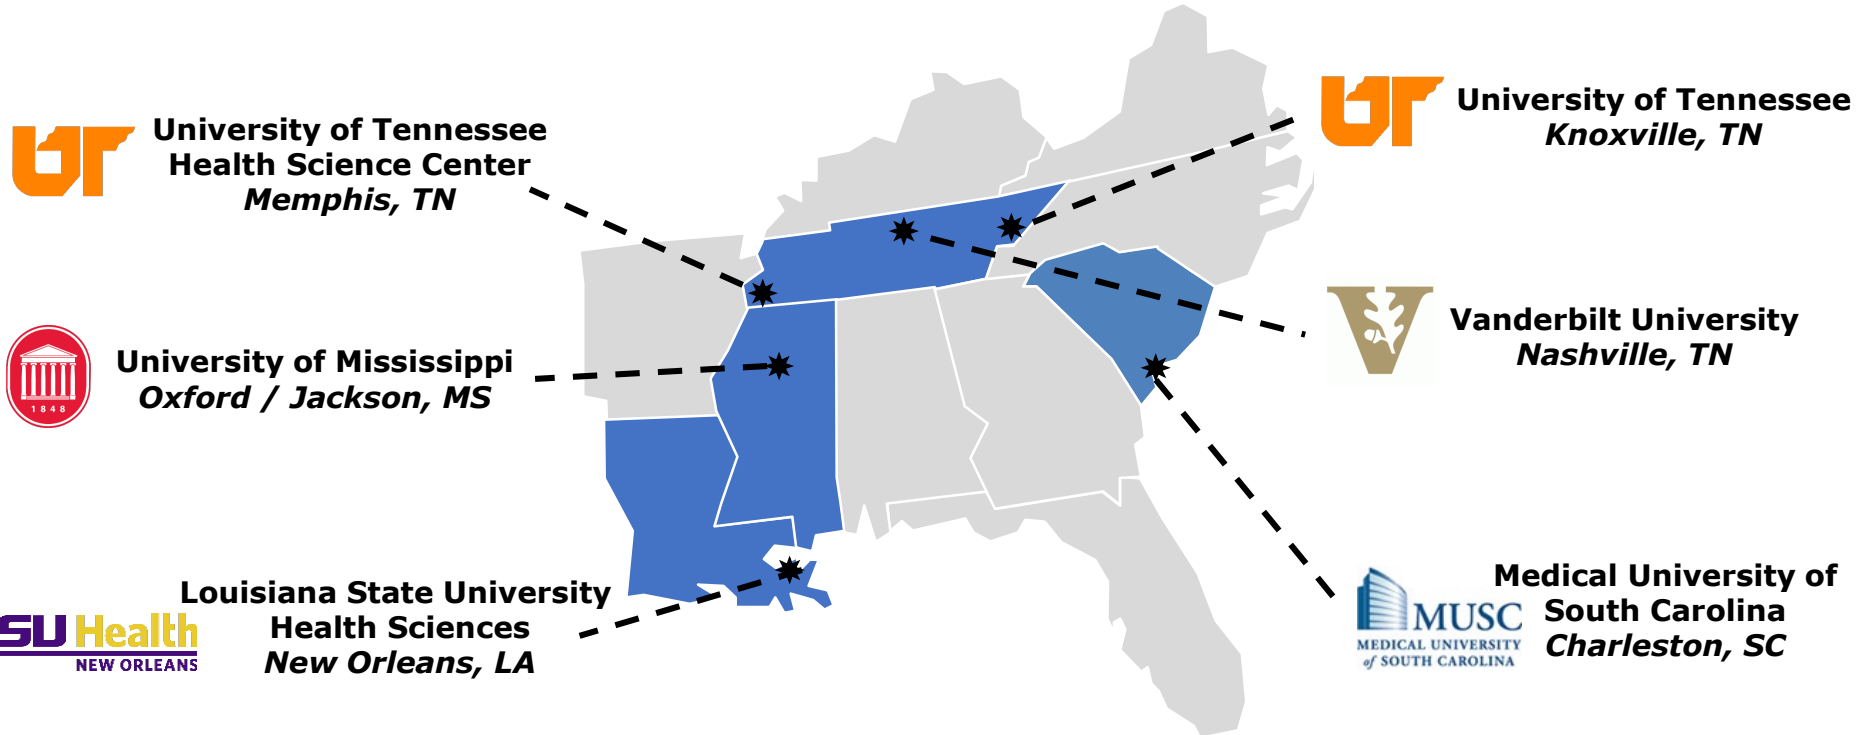 UT
University of Tennessee
Health Science Center
Memphis, TN
UT
University of Tennessee
Knoxville, TN
1848
University of Mississippi
Oxford / Jackson, MS
V
Vanderbilt University
Nashville, TN
SU Health
NEW ORLEANS
Louisiana State University
Health Sciences
New Orleans, LA
MUSC
MEDICAL UNIVERSITY
of SOUTH CAROLINA
Medical University of
South Carolina
Charleston, SC